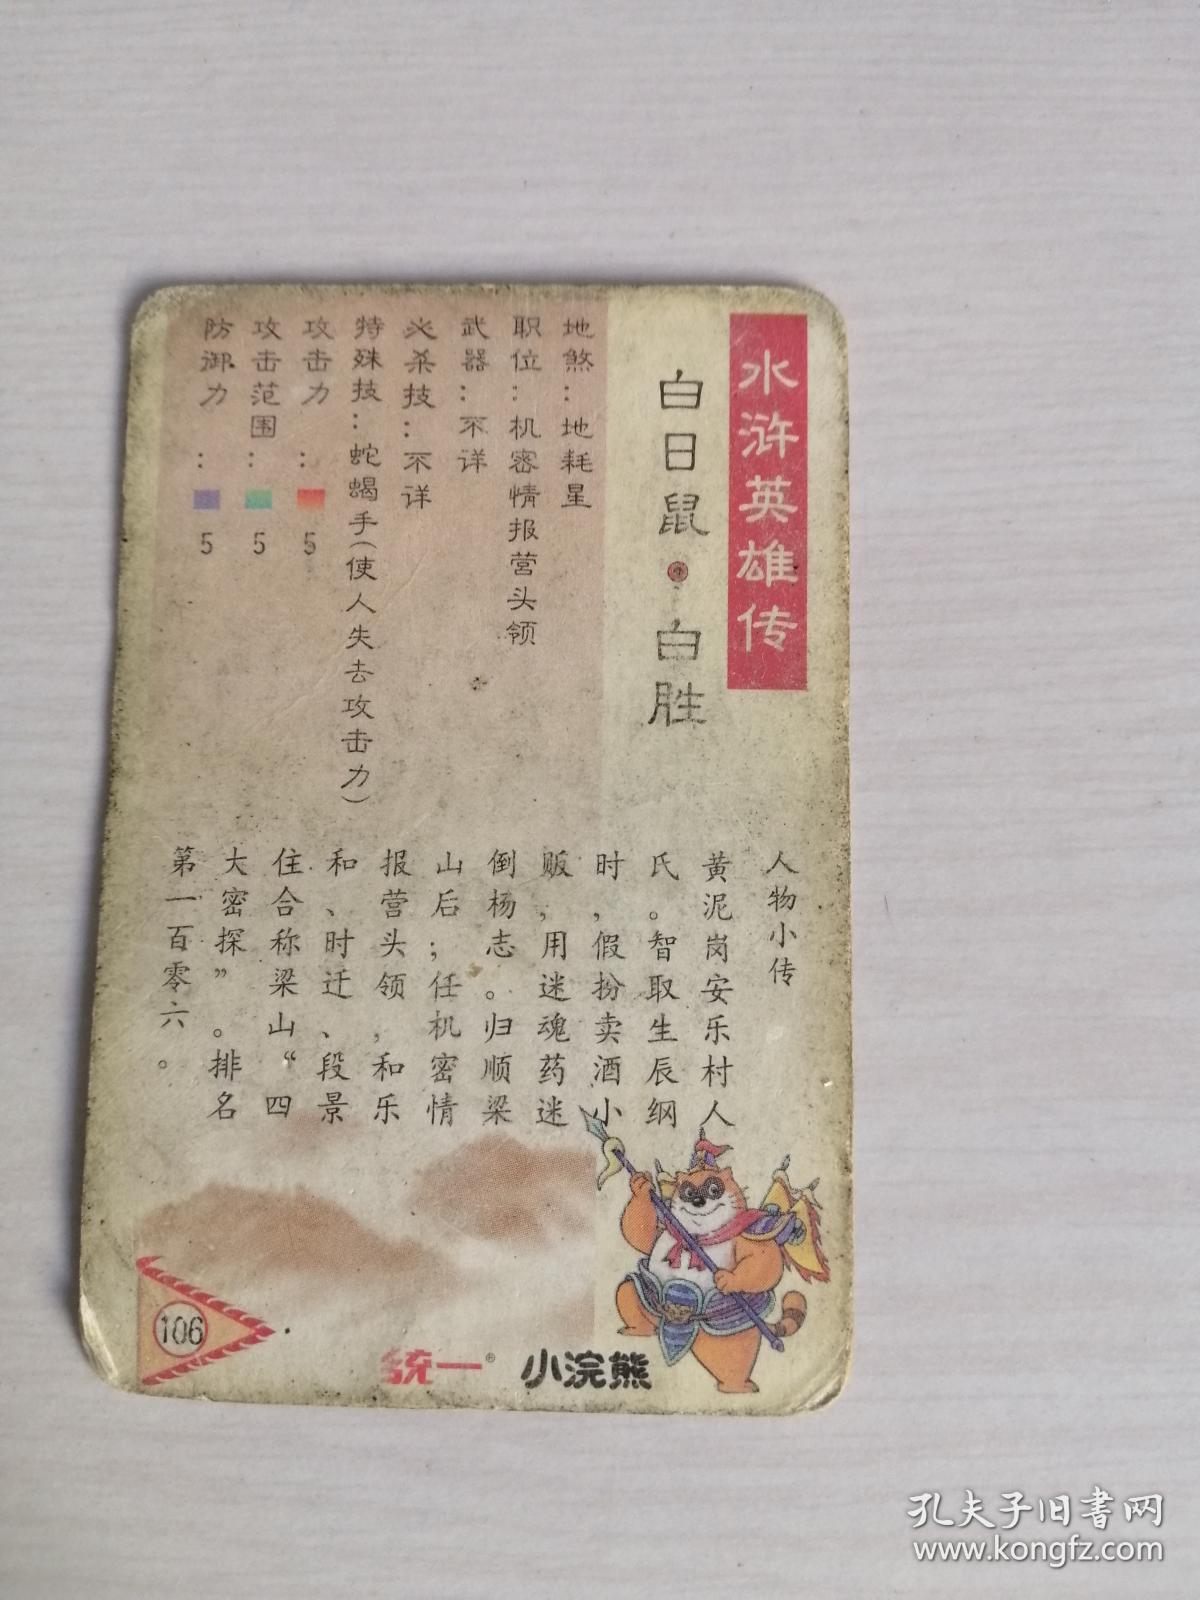 水浒英雄传
白日鼠·白胜
地煞：地耗星
职位：机密情报营头领
武器：不详
必杀技：不详
特殊技：蛇蝎手（使人失去攻击力）
攻击力：5
攻击范围：5
防御力：5
人物小传
黄泥岗安乐村人
氏。智取生辰纲
时，假扮卖酒小
贩，用迷魂药迷
倒杨志。归顺梁
山后；任机密情
报营头领，和乐
和、时迁、段景
住合称梁山“四
大密探”。排名
第一百零六。
106
统一® 小浣熊
孔夫子旧书网
www.kongfz.com